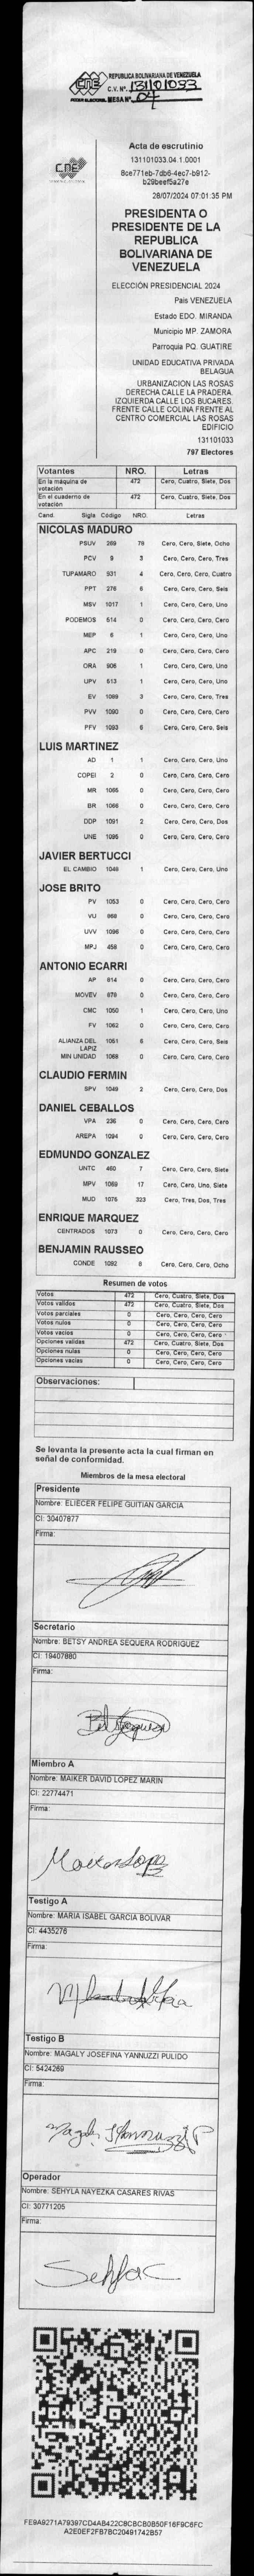 CNE REPUBLICA BOLIVARIANA DE VENEZUELA
C.V. Nº. 131101033
PODER ELECTORAL MESA Nº 04
CNE
Acta de escrutinio
131101033.04.1.0001
8ce771eb-7db6-4ec7-b912-
b29beef5a27e
28/07/2024 07:01:35 PM
PRESIDENTA O
PRESIDENTE DE LA
REPUBLICA
BOLIVARIANA DE
VENEZUELA
ELECCIÓN PRESIDENCIAL 2024
Pais VENEZUELA
Estado EDO. MIRANDA
Municipio MP. ZAMORA
Parroquia PQ. GUATIRE
UNIDAD EDUCATIVA PRIVADA
BELAGUA
URBANIZACION LAS ROSAS
DERECHA CALLE LA PRADERA.
IZQUIERDA CALLE LOS BUCARES.
FRENTE CALLE COLINA FRENTE AL
CENTRO COMERCIAL LAS ROSAS
EDIFICIO
131101033
797 Electores
Votantes NRO. Letras
En la máquina de votación 472 Cero, Cuatro, Siete, Dos
En el cuaderno de votación 472 Cero, Cuatro, Siete, Dos
Cand. Sigla Código NRO. Letras
NICOLAS MADURO
PSUV 269 78 Cero, Cero, Siete, Ocho
PCV 9 3 Cero, Cero, Cero, Tres
TUPAMARO 931 4 Cero, Cero, Cero, Cuatro
PPT 276 6 Cero, Cero, Cero, Seis
MSV 1017 1 Cero, Cero, Cero, Uno
PODEMOS 514 0 Cero, Cero, Cero, Cero
MEP 6 1 Cero, Cero, Cero, Uno
APC 219 0 Cero, Cero, Cero, Cero
ORA 906 1 Cero, Cero, Cero, Uno
UPV 613 1 Cero, Cero, Cero, Uno
EV 1089 3 Cero, Cero, Cero, Tres
PVV 1090 0 Cero, Cero, Cero, Cero
PFV 1093 6 Cero, Cero, Cero, Seis
LUIS MARTINEZ
AD 1 1 Cero, Cero, Cero, Uno
COPEI 2 0 Cero, Cero, Cero, Cero
MR 1065 0 Cero, Cero, Cero, Cero
BR 1066 0 Cero, Cero, Cero, Cero
DDP 1091 2 Cero, Cero, Cero, Dos
UNE 1095 0 Cero, Cero, Cero, Cero
JAVIER BERTUCCI
EL CAMBIO 1048 1 Cero, Cero, Cero, Uno
JOSE BRITO
PV 1053 0 Cero, Cero, Cero, Cero
VU 868 0 Cero, Cero, Cero, Cero
UVV 1096 0 Cero, Cero, Cero, Cero
MPJ 458 0 Cero, Cero, Cero, Cero
ANTONIO ECARRI
AP 814 0 Cero, Cero, Cero, Cero
MOVEV 678 0 Cero, Cero, Cero, Cero
CMC 1050 1 Cero, Cero, Cero, Uno
FV 1062 0 Cero, Cero, Cero, Cero
ALIANZA DEL LAPIZ 1051 6 Cero, Cero, Cero, Seis
MIN UNIDAD 1068 0 Cero, Cero, Cero, Cero
CLAUDIO FERMIN
SPV 1049 2 Cero, Cero, Cero, Dos
DANIEL CEBALLOS
VPA 236 0 Cero, Cero, Cero, Cero
AREPA 1094 0 Cero, Cero, Cero, Cero
EDMUNDO GONZALEZ
UNTC 460 7 Cero, Cero, Cero, Siete
MPV 1069 17 Cero, Cero, Uno, Siete
MUD 1076 323 Cero, Tres, Dos, Tres
ENRIQUE MARQUEZ
CENTRADOS 1073 0 Cero, Cero, Cero, Cero
BENJAMIN RAUSSEO
CONDE 1092 8 Cero, Cero, Cero, Ocho
Resumen de votos
Votos 472 Cero, Cuatro, Siete, Dos
Votos validos 472 Cero, Cuatro, Siete, Dos
Votos parciales 0 Cero, Cero, Cero, Cero
Votos nulos 0 Cero, Cero, Cero, Cero
Votos vacios 0 Cero, Cero, Cero, Cero
Opciones validas 472 Cero, Cuatro, Siete, Dos
Opciones nulas 0 Cero, Cero, Cero, Cero
Opciones vacias 0 Cero, Cero, Cero, Cero
Observaciones:
Se levanta la presente acta la cual firman en
señal de conformidad.
Miembros de la mesa electoral
Presidente
Nombre: ELIECER FELIPE GUITIAN GARCIA
CI: 30407877
Firma:
Secretario
Nombre: BETSY ANDREA SEQUERA RODRIGUEZ
CI: 19407880
Firma:
Miembro A
Nombre: MAIKER DAVID LOPEZ MARIN
CI: 22774471
Firma:
Testigo A
Nombre: MARIA ISABEL GARCIA BOLIVAR
CI: 4435276
Firma:
Testigo B
Nombre: MAGALY JOSEFINA YANNUZZI PULIDO
CI: 5424269
Firma:
Operador
Nombre: SEHYLA NAYEZKA CASARES RIVAS
CI: 30771205
Firma:
FE9A9271A79397CD4AB422C8CBCB0B50F16F9C6FC
A2E0EF2FB7BC20491742B57